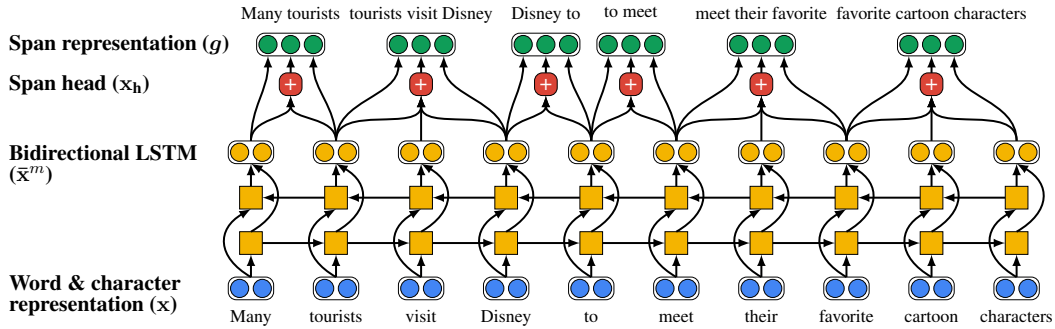 Many tourists tourists visit Disney Disney to to meet meet their favorite favorite cartoon characters
Span representation (g)
Span head (x_h)
+ + + + + +
Bidirectional LSTM
(x̄^m)
Word & character
representation (x)
Many tourists visit Disney to meet their favorite cartoon characters